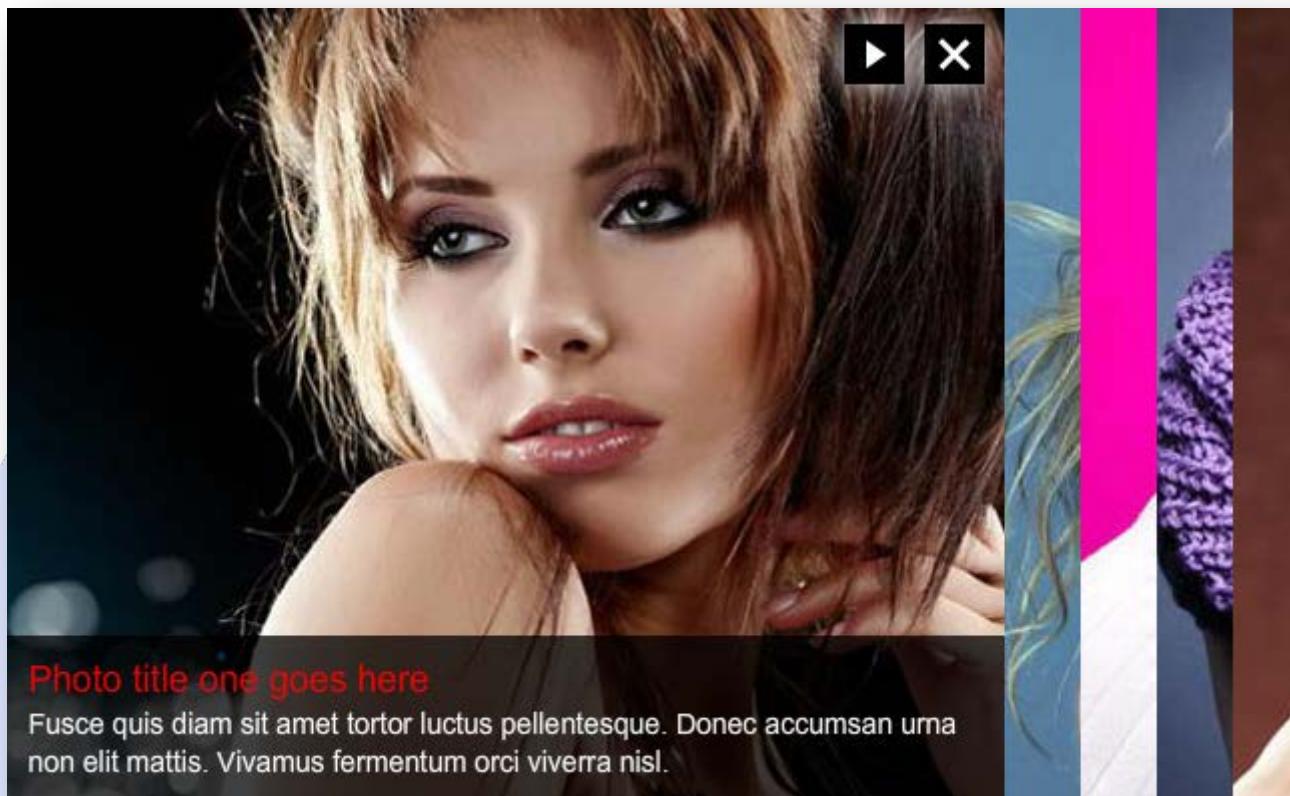 Photo title one goes here
Fusce quis diam sit amet tortor luctus pellentesque. Donec accumsan urna
non elit mattis. Vivamus fermentum orci viverra nisl.